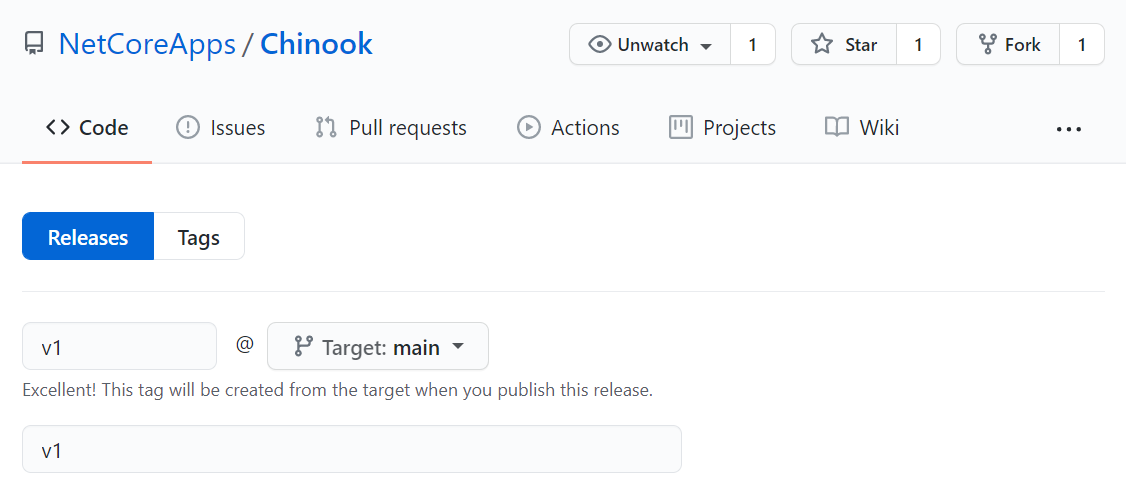 NetCoreApps / Chinook Unwatch 1 Star 1 Fork 1
Code Issues Pull requests Actions Projects Wiki ...
Releases Tags
v1 @ Target: main
Excellent! This tag will be created from the target when you publish this release.
v1